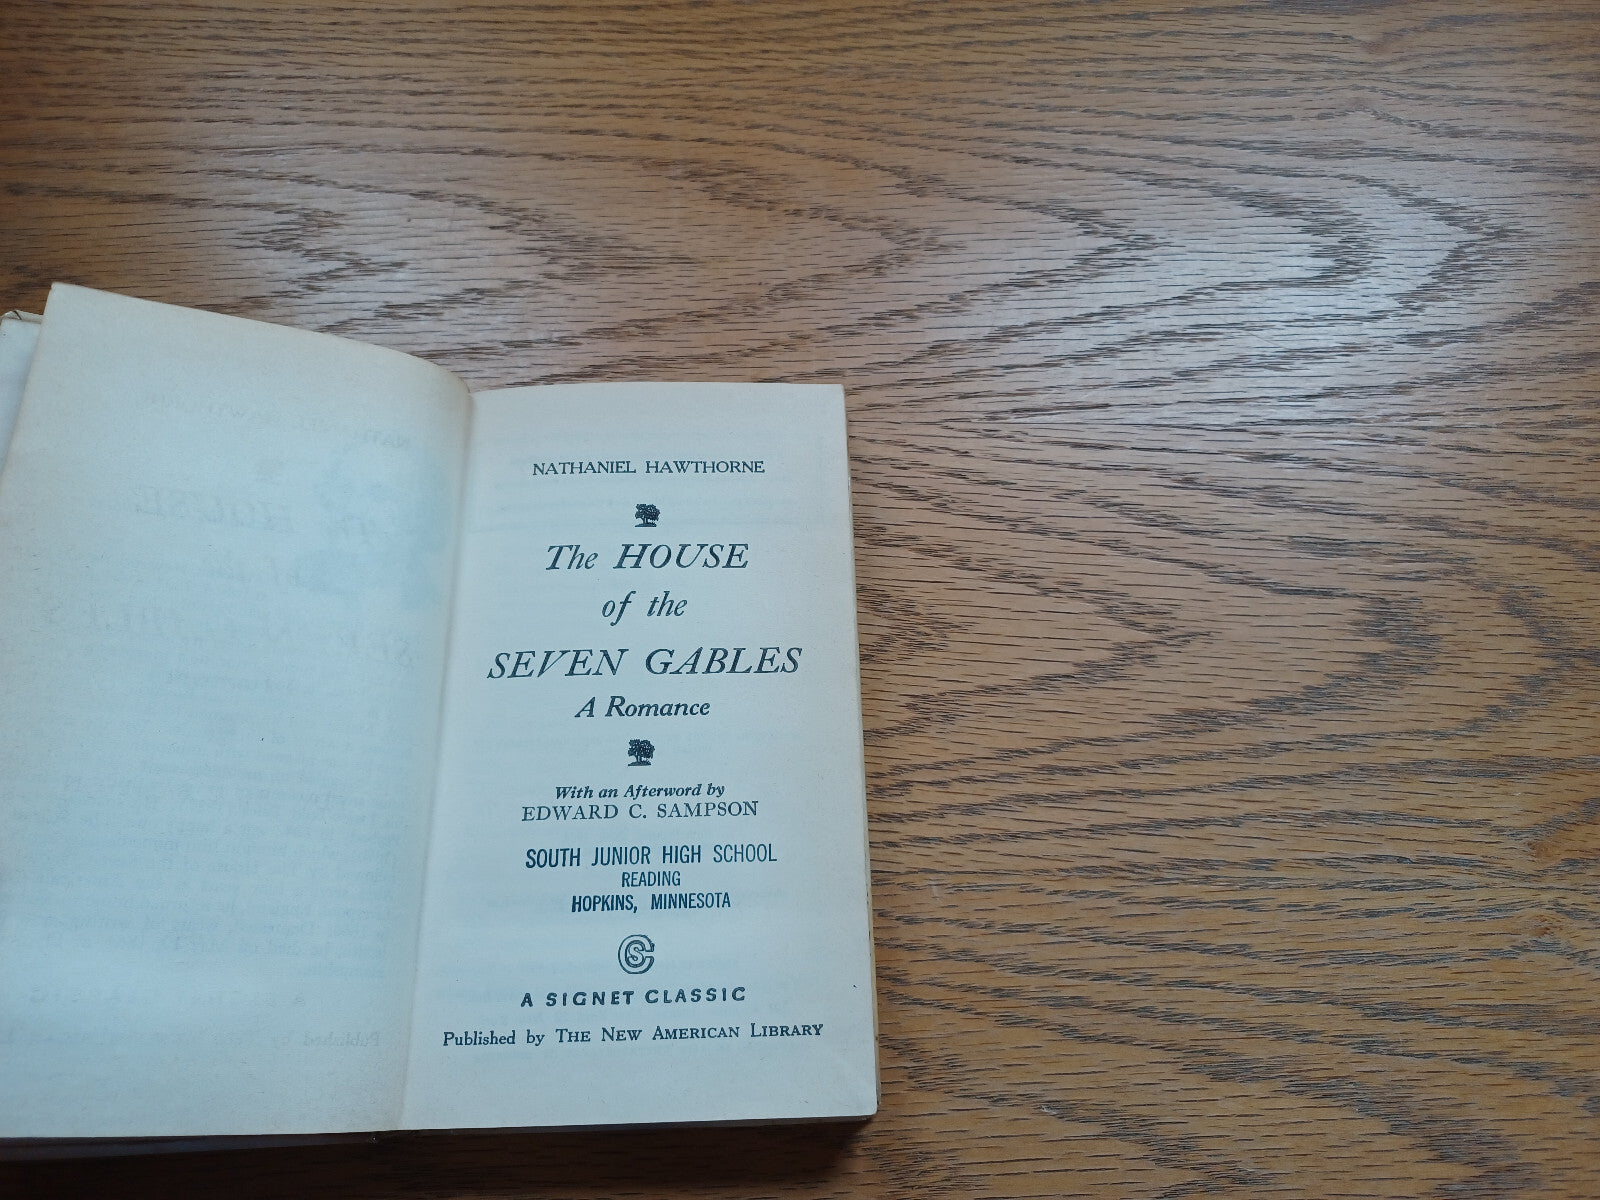 NATHANIEL HAWTHORNE
The HOUSE
of the
SEVEN GABLES
A Romance
With an Afterword by
EDWARD C. SAMPSON
SOUTH JUNIOR HIGH SCHOOL
READING
HOPKINS, MINNESOTA
A SIGNET CLASSIC
Published by THE NEW AMERICAN LIBRARY